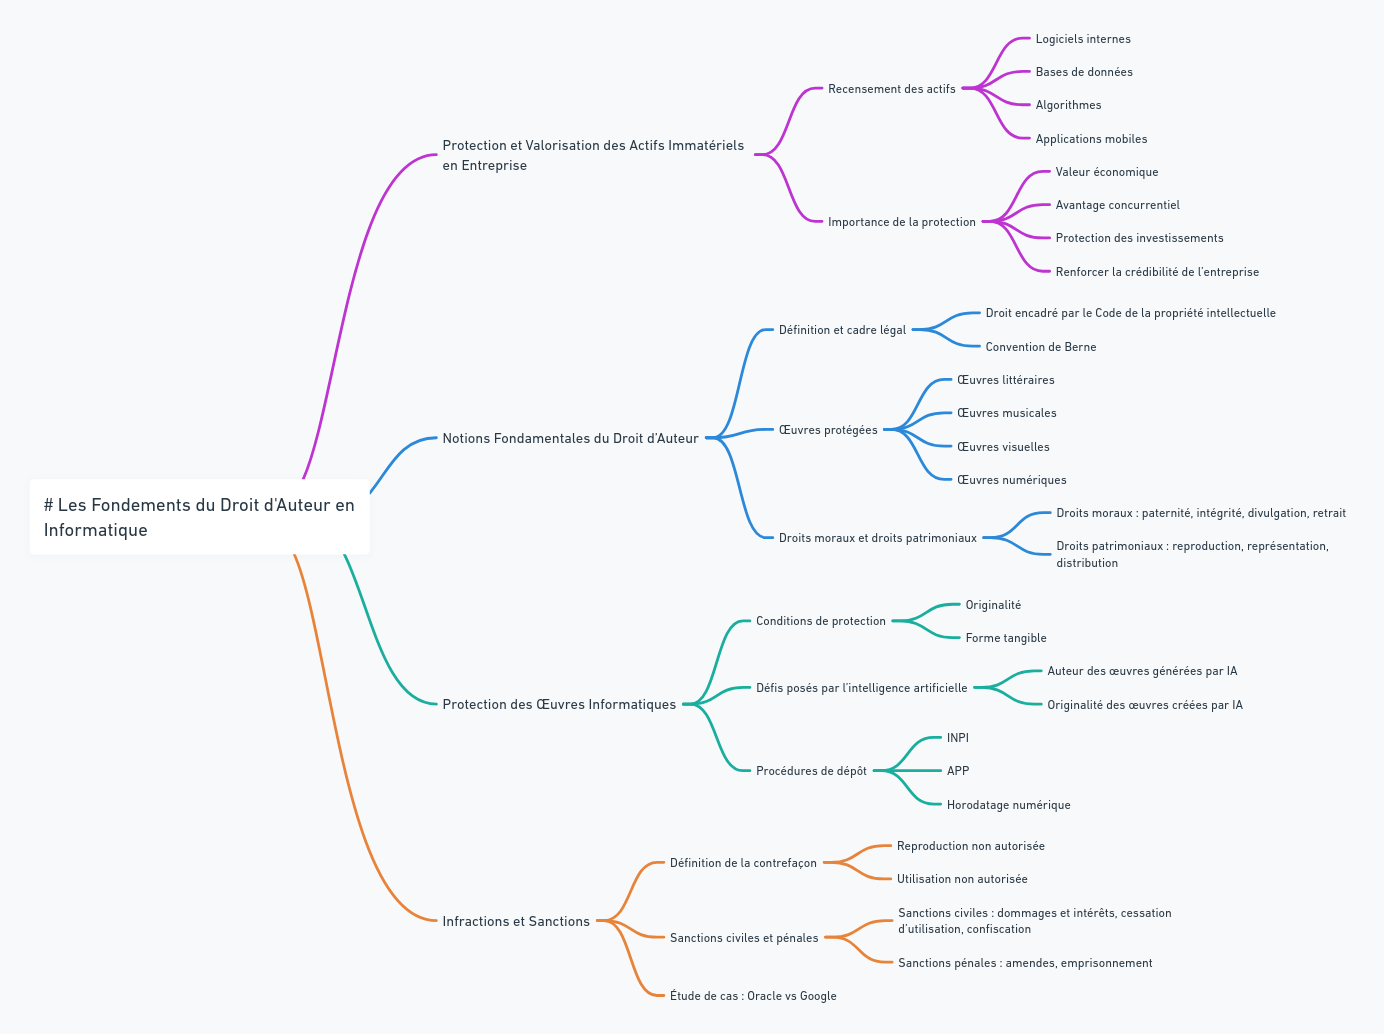 # Les Fondements du Droit d'Auteur en
Informatique
Protection et Valorisation des Actifs Immatériels
en Entreprise
Recensement des actifs
Logiciels internes
Bases de données
Algorithmes
Applications mobiles
Importance de la protection
Valeur économique
Avantage concurrentiel
Protection des investissements
Renforcer la crédibilité de l'entreprise
Notions Fondamentales du Droit d'Auteur
Définition et cadre légal
Droit encadré par le Code de la propriété intellectuelle
Convention de Berne
Œuvres protégées
Œuvres littéraires
Œuvres musicales
Œuvres visuelles
Œuvres numériques
Droits moraux et droits patrimoniaux
Droits moraux : paternité, intégrité, divulgation, retrait
Droits patrimoniaux : reproduction, représentation,
distribution
Protection des Œuvres Informatiques
Conditions de protection
Originalité
Forme tangible
Défis posés par l'intelligence artificielle
Auteur des œuvres générées par IA
Originalité des œuvres créées par IA
Procédures de dépôt
INPI
APP
Horodatage numérique
Infractions et Sanctions
Définition de la contrefaçon
Reproduction non autorisée
Utilisation non autorisée
Sanctions civiles et pénales
Sanctions civiles : dommages et intérêts, cessation
d'utilisation, confiscation
Sanctions pénales : amendes, emprisonnement
Étude de cas : Oracle vs Google